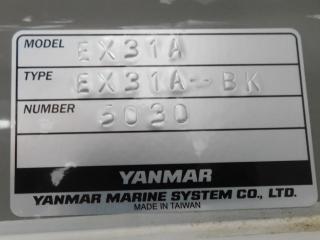 MODEL EX31A
TYPE EX31A-BK
NUMBER 5030
YANMAR
YANMAR MARINE SYSTEM CO., LTD.
MADE IN TAIWAN